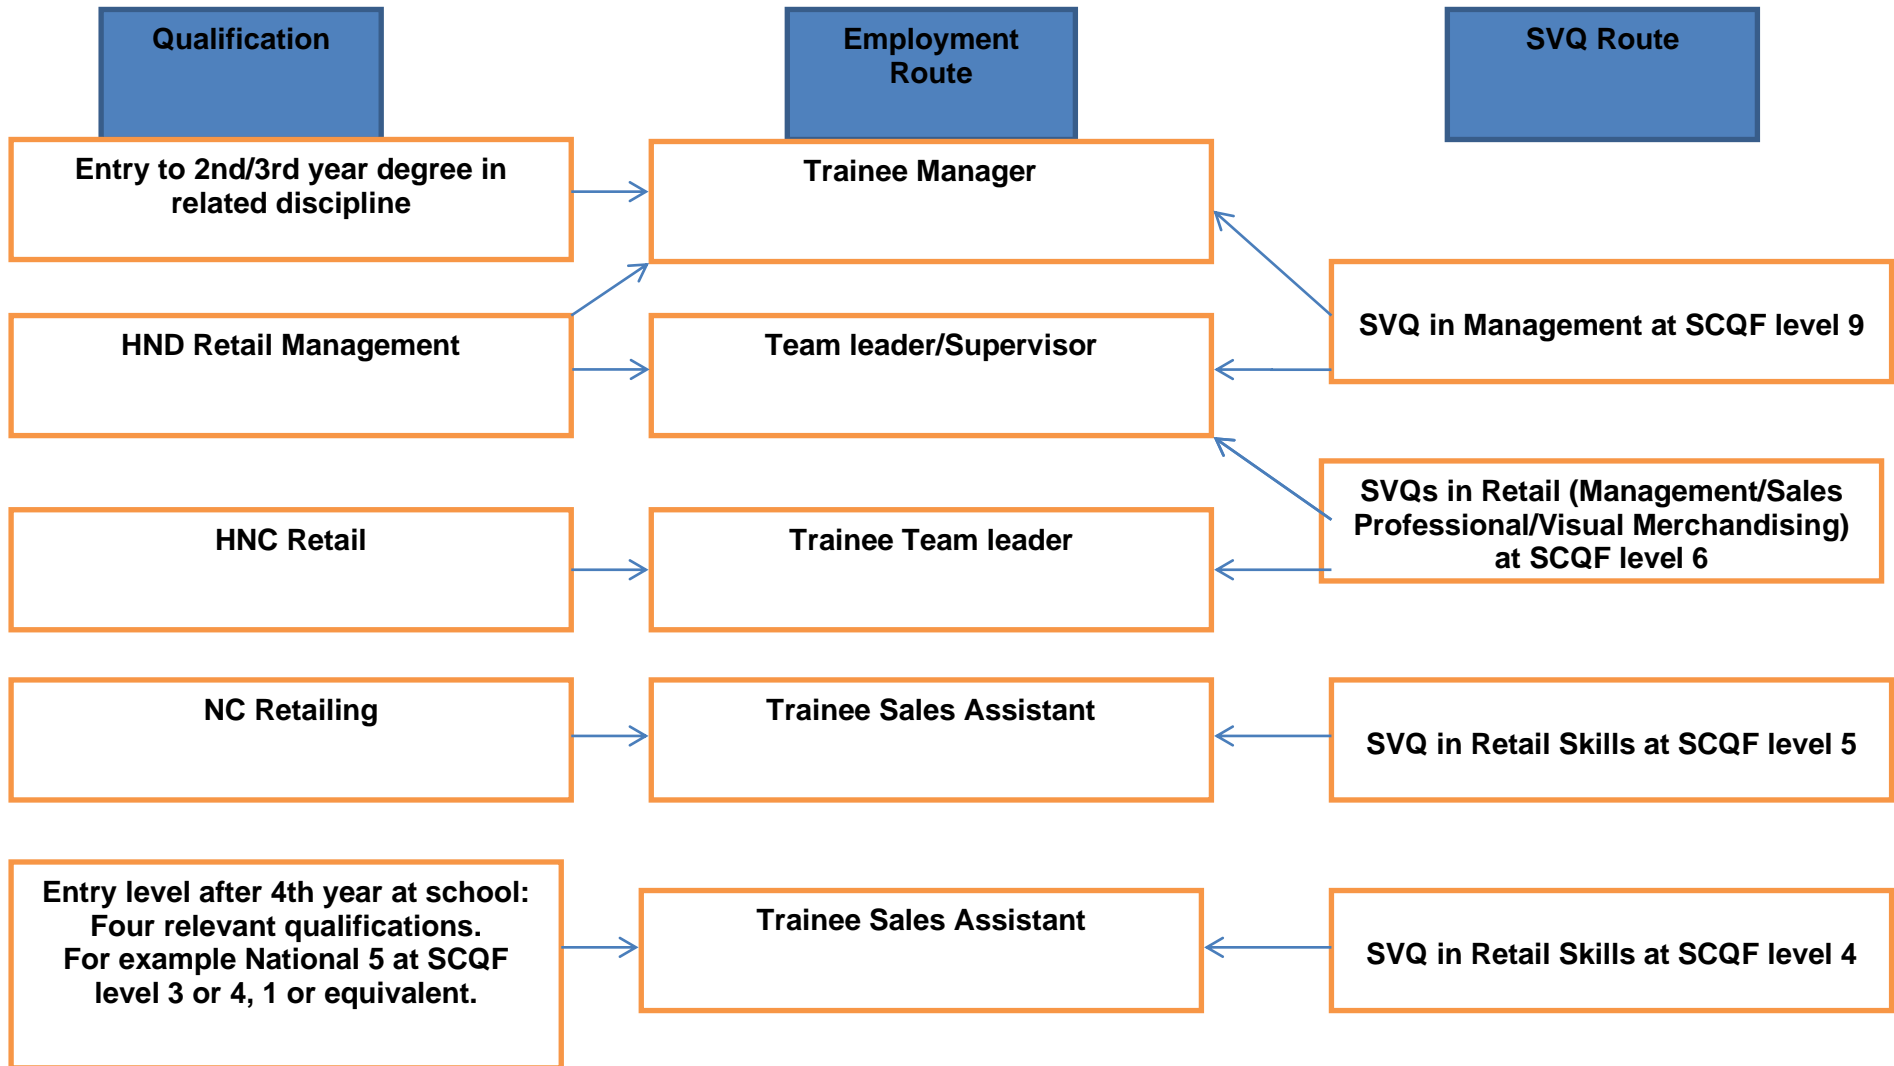 Qualification
Employment
Route
SVQ Route
Entry to 2nd/3rd year degree in
related discipline
Trainee Manager
SVQ in Management at SCQF level 9
HND Retail Management
Team leader/Supervisor
SVQs in Retail (Management/Sales
Professional/Visual Merchandising)
at SCQF level 6
HNC Retail
Trainee Team leader
NC Retailing
Trainee Sales Assistant
SVQ in Retail Skills at SCQF level 5
Entry level after 4th year at school:
Four relevant qualifications.
For example National 5 at SCQF
level 3 or 4, 1 or equivalent.
Trainee Sales Assistant
SVQ in Retail Skills at SCQF level 4